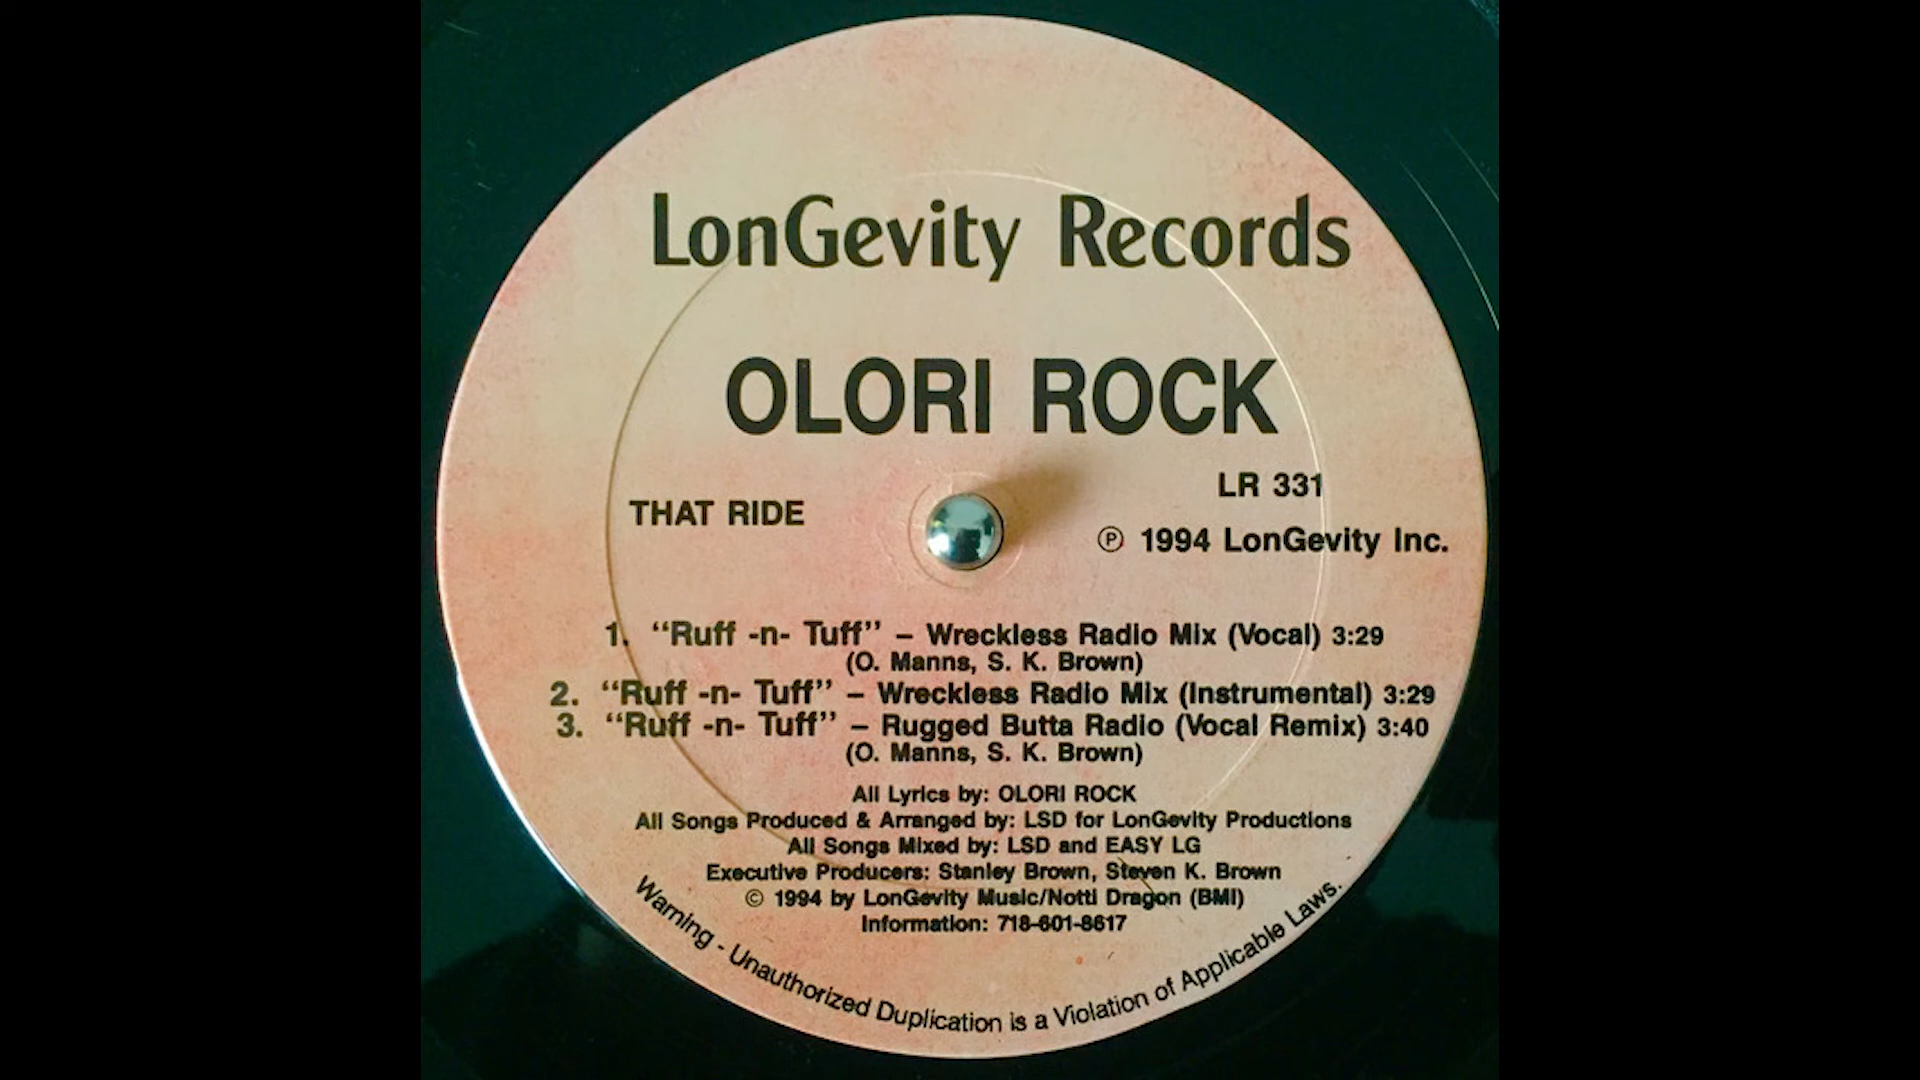 LonGevity Records
OLORI ROCK
LR 331
THAT RIDE
℗ 1994 LonGevity Inc.
1. “Ruff -n- Tuff” – Wreckless Radio Mix (Vocal) 3:29
(O. Manns, S. K. Brown)
2. “Ruff -n- Tuff” – Wreckless Radio Mix (Instrumental) 3:29
3. “Ruff -n- Tuff” – Rugged Butta Radio (Vocal Remix) 3:40
(O. Manns, S. K. Brown)
All Lyrics by: OLORI ROCK
All Songs Produced & Arranged by: LSD for LonGevity Productions
All Songs Mixed by: LSD and EASY LG
Executive Producers: Stanley Brown, Steven K. Brown
© 1994 by LonGevity Music/Notti Dragon (BMI)
Information: 718-601-8617
Warning - Unauthorized Duplication is a Violation of Applicable Laws.